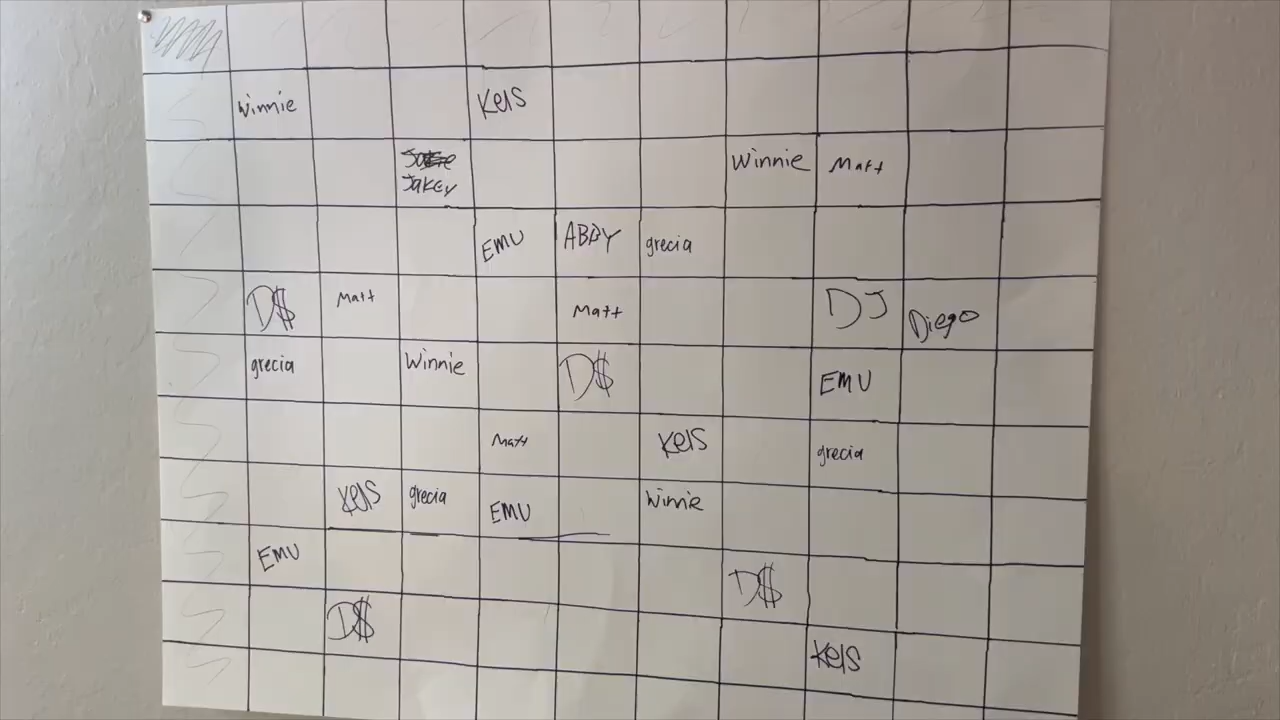 Winnie Kels
Winnie Matt
Jakey
EMU ABBY grecia
D$ Matt Matt DJ Diego
grecia Winnie D$ EMU
Matt Kels grecia
Kels grecia EMU Winnie
EMU D$
D$
Kels